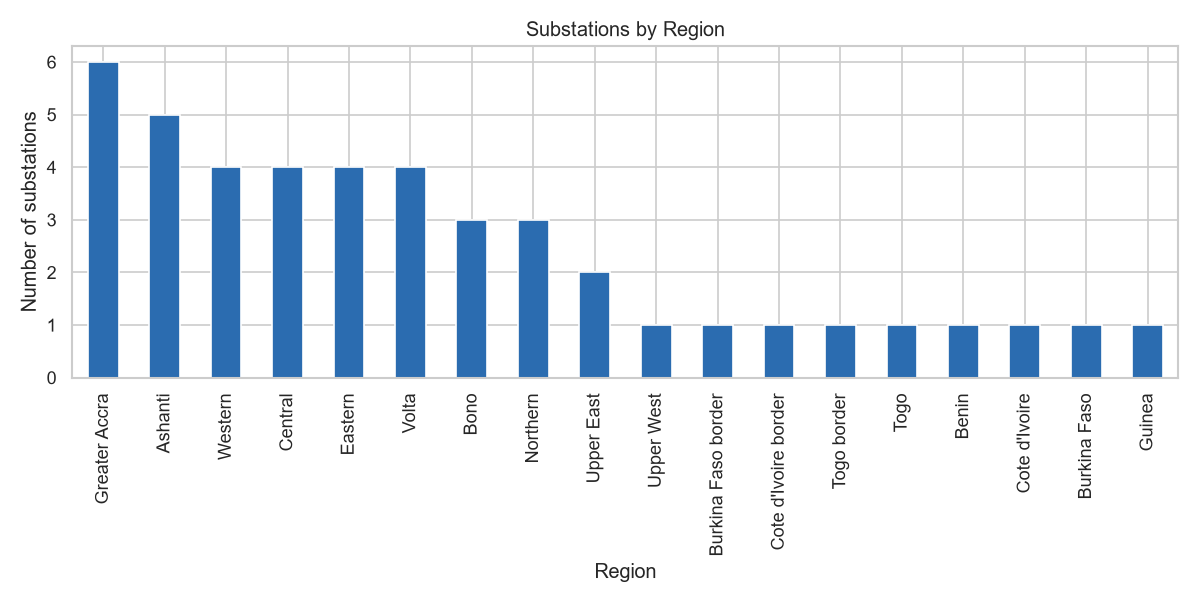 Substations by Region
Number of substations
6
5
4
3
2
1
0
Greater Accra
Ashanti
Western
Central
Eastern
Volta
Bono
Northern
Upper East
Upper West
Burkina Faso border
Cote d'Ivoire border
Togo border
Togo
Benin
Cote d'Ivoire
Burkina Faso
Guinea
Region